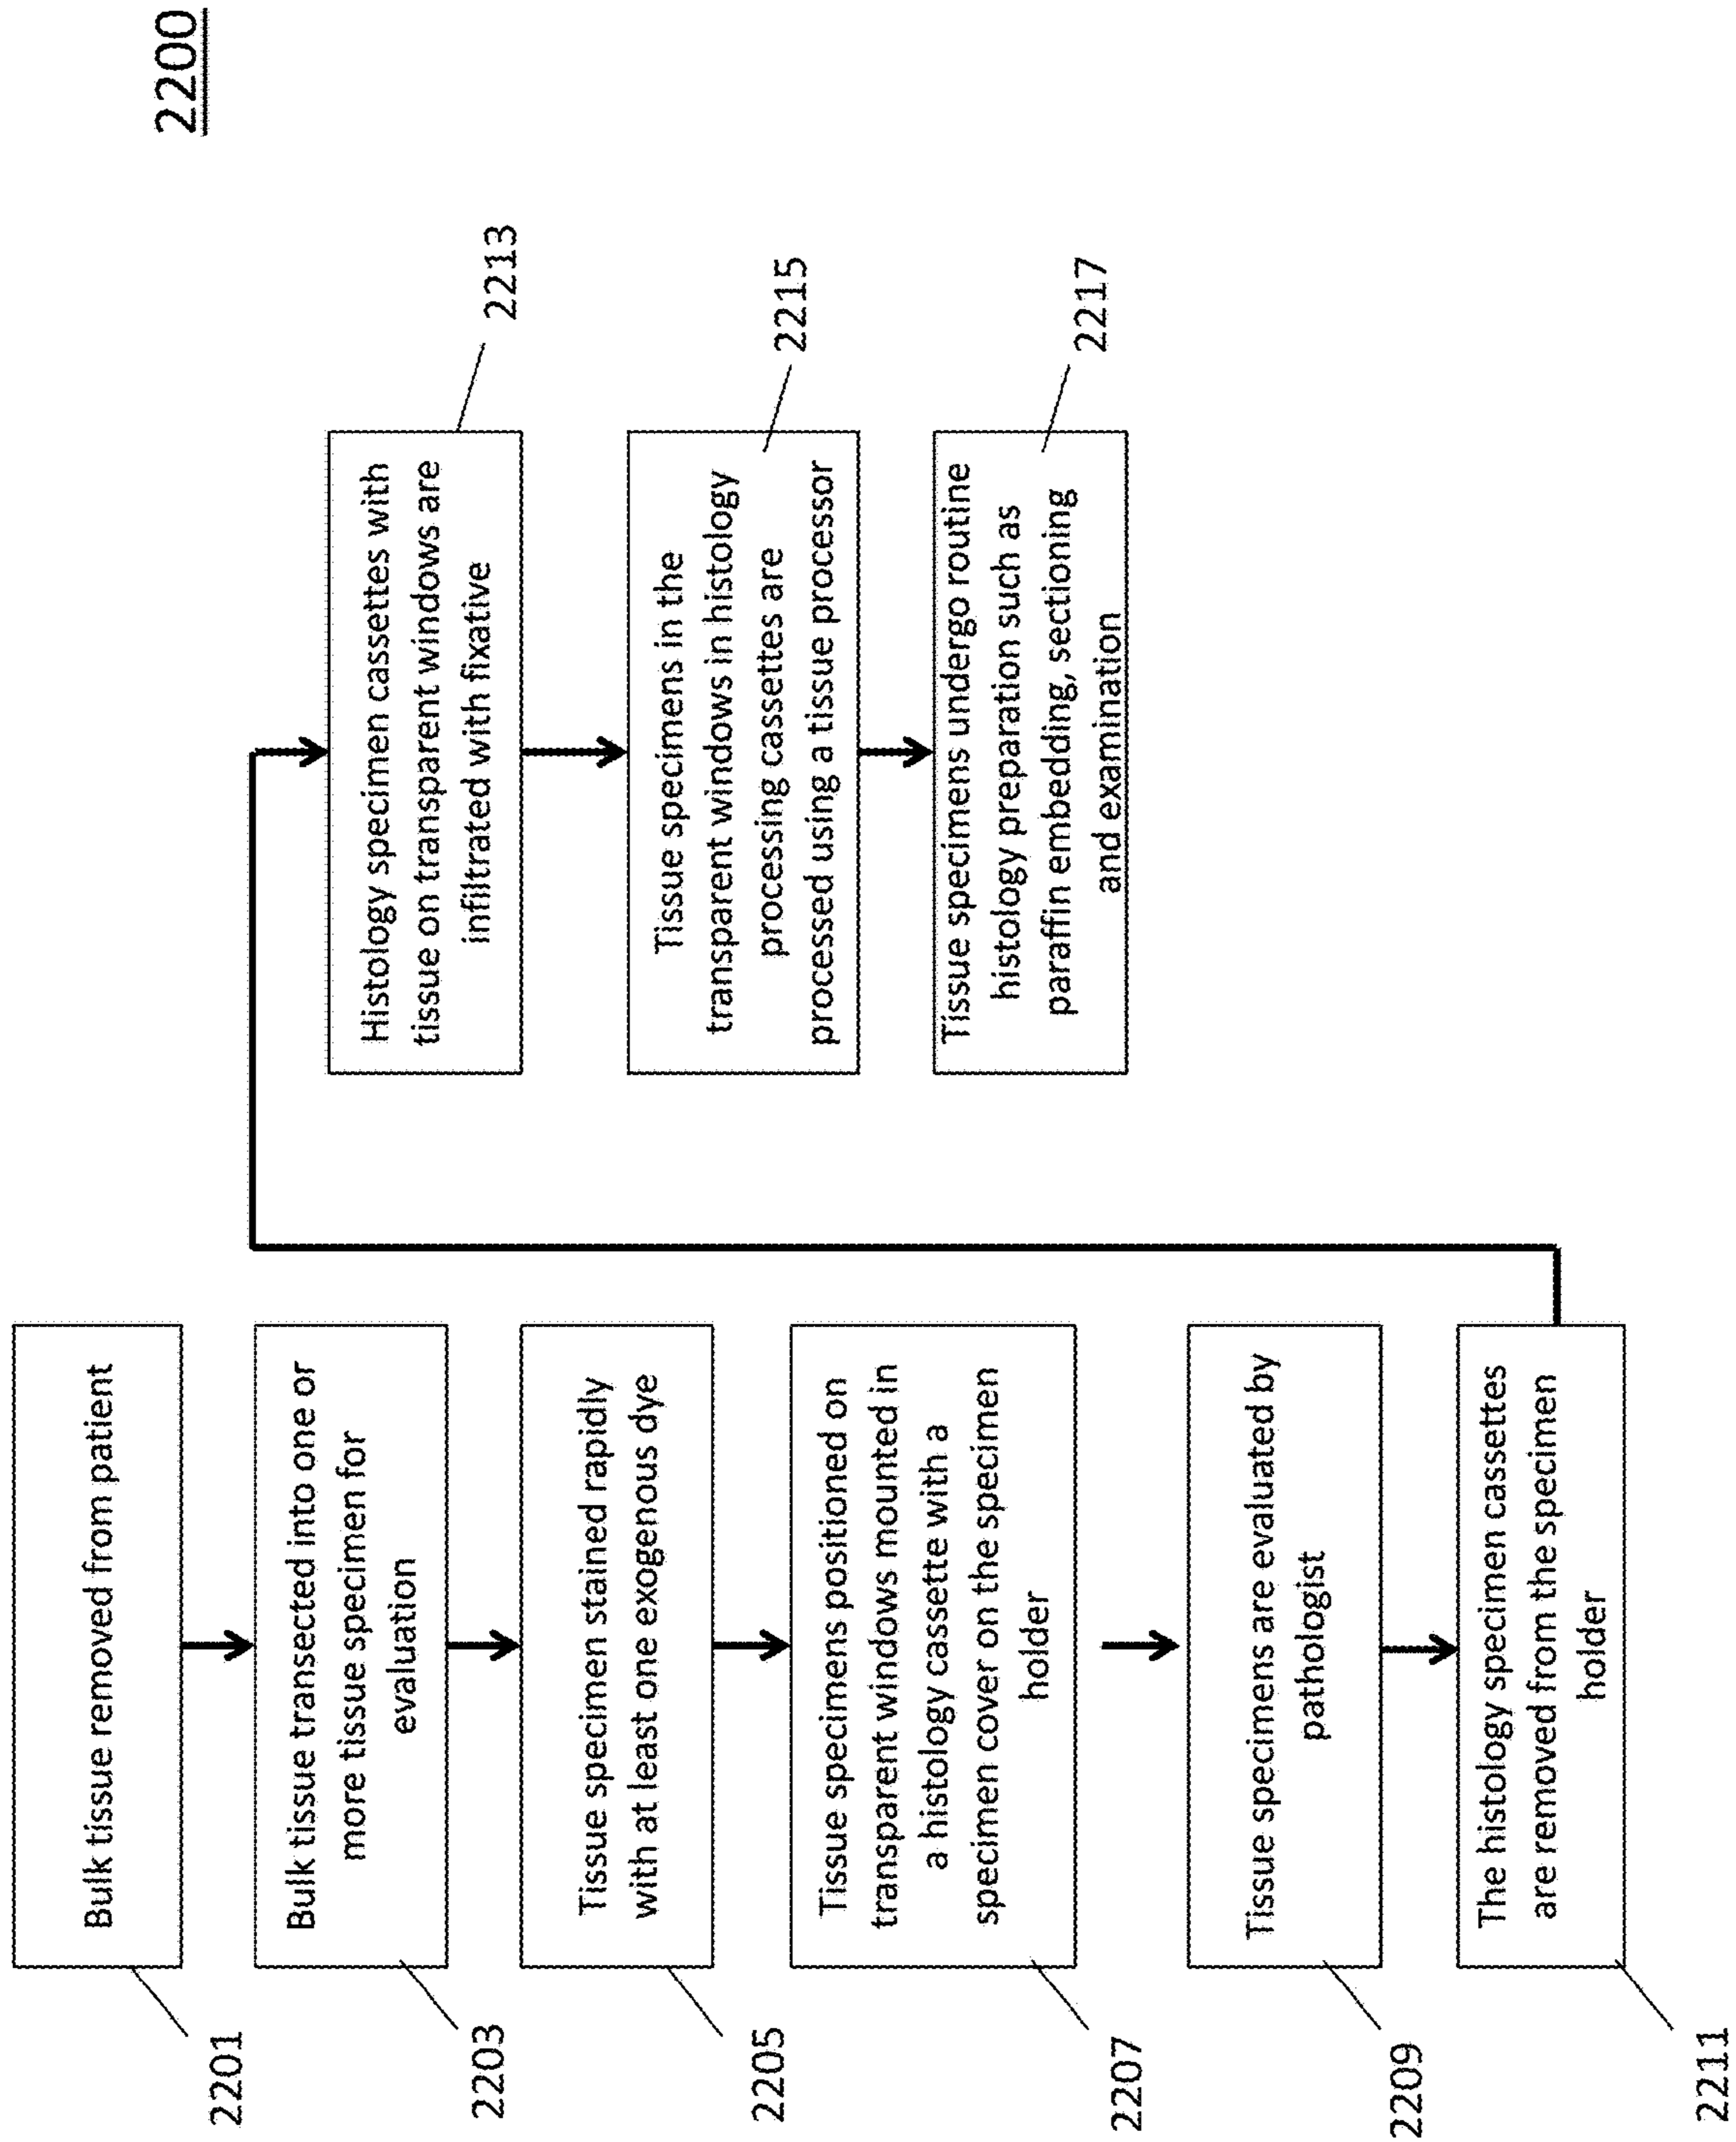 2200
Bulk tissue removed from patient
2201
Bulk tissue transected into one or
more tissue specimen for
evaluation
2203
Tissue specimen stained rapidly
with at least one exogenous dye
2205
Tissue specimens positioned on
transparent windows mounted in
a histology cassette with a
specimen cover on the specimen
holder
2207
Tissue specimens are evaluated by
pathologist
2209
The histology specimen cassettes
are removed from the specimen
holder
2211
Histology specimen cassettes with
tissue on transparent windows are
infiltrated with fixative
2213
Tissue specimens in the
transparent windows in histology
processing cassettes are
processed using a tissue processor
2215
Tissue specimens undergo routine
histology preparation such as
paraffin embedding, sectioning
and examination
2217